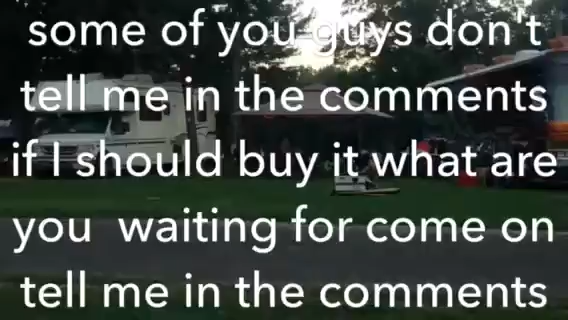 some of you guys don't
tell me in the comments
if I should buy it what are
you  waiting for come on
tell me in the comments